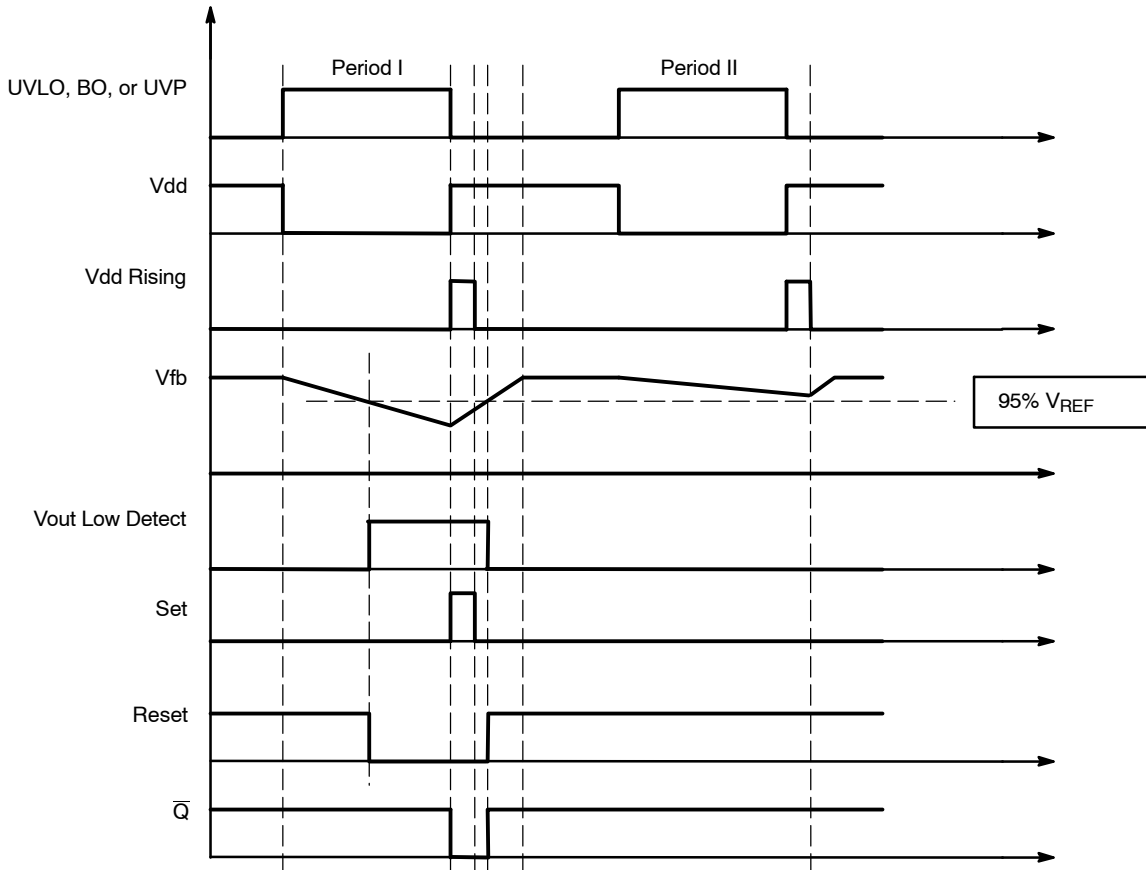 Period I
Period II
UVLO, BO, or UVP
Vdd
Vdd Rising
Vfb
95% VREF
Vout Low Detect
Set
Reset
Q̅